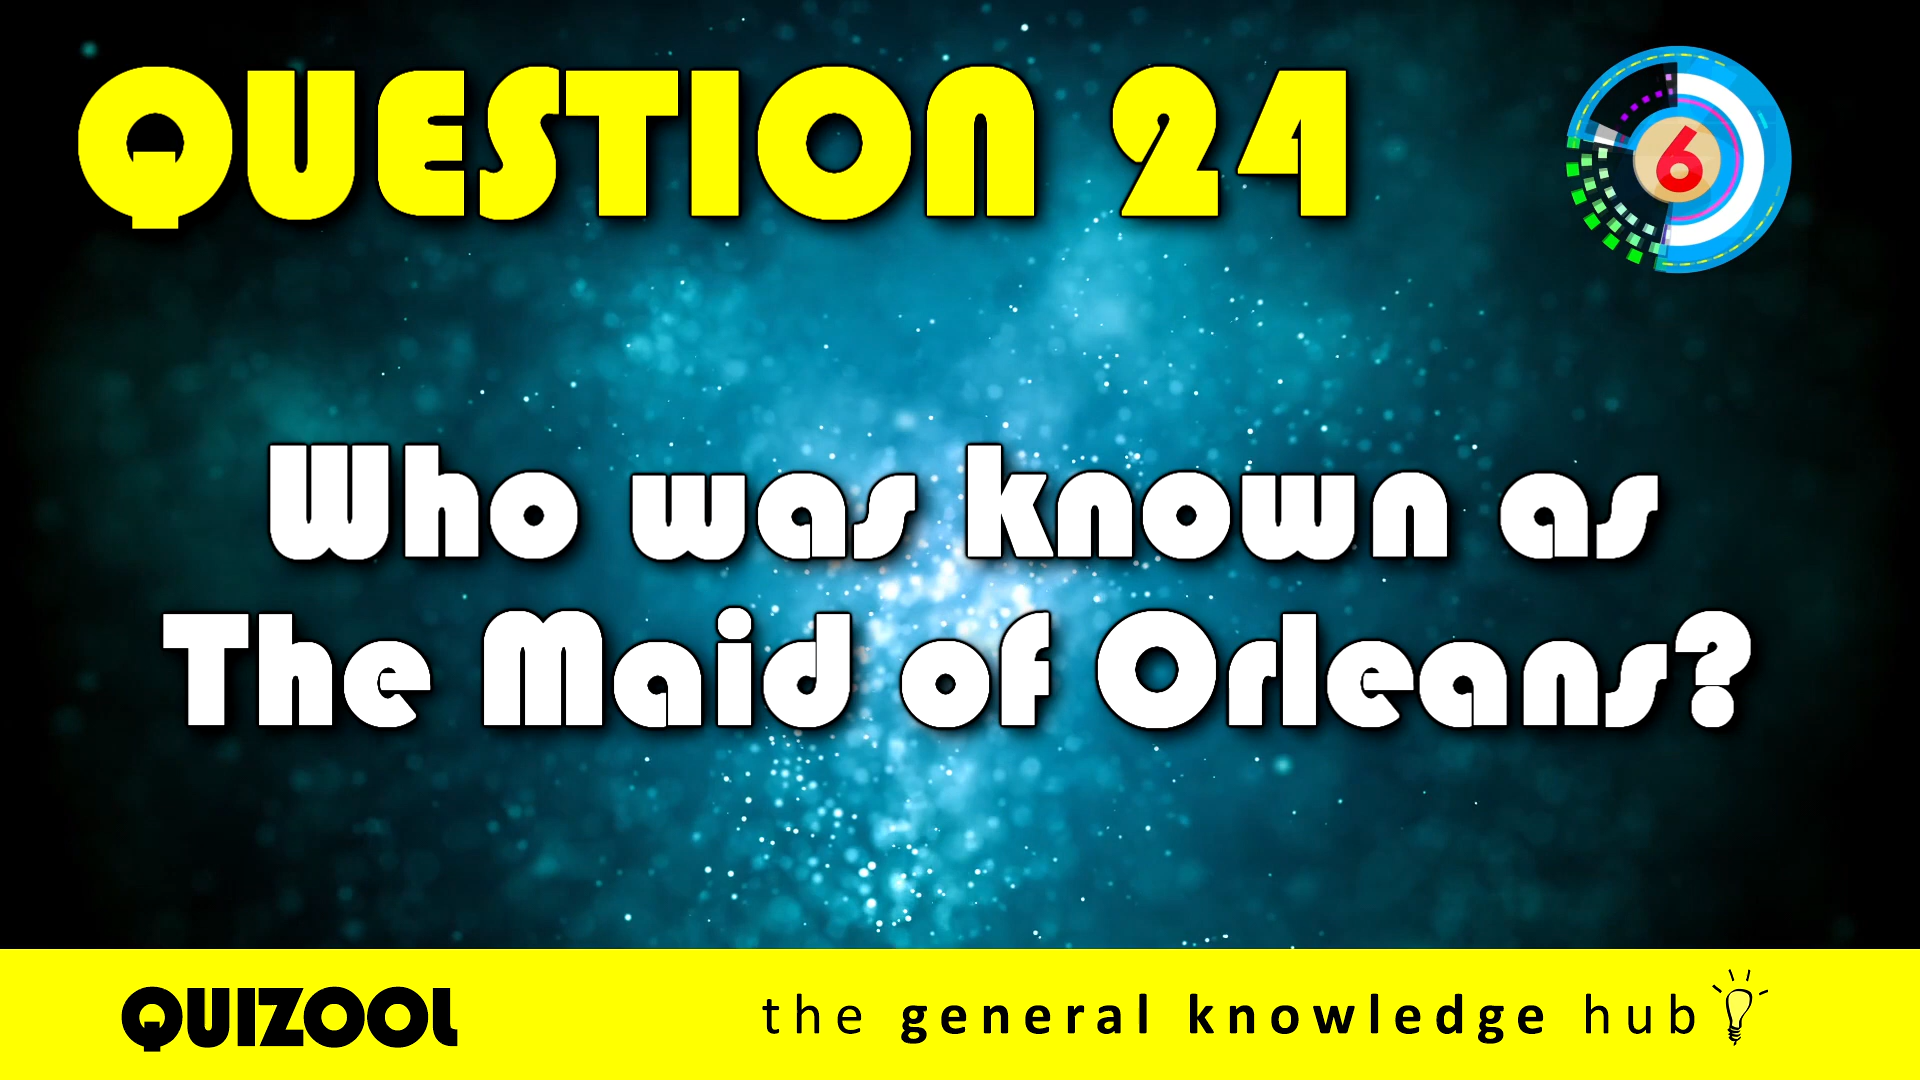 QUESTION 24
6
Who was known as
The Maid of Orleans?
QUIZOOL
the general knowledge hub